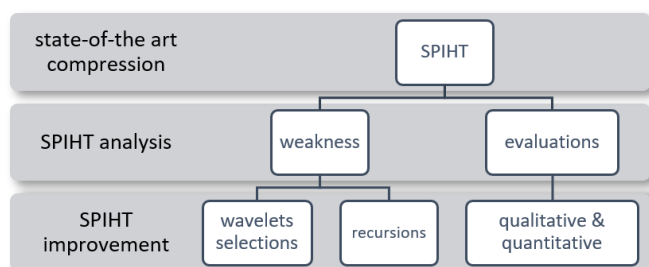 state-of-the art
compression
SPIHT
SPIHT analysis
weakness
evaluations
SPIHT
improvement
wavelets
selections
recursions
qualitative &
quantitative